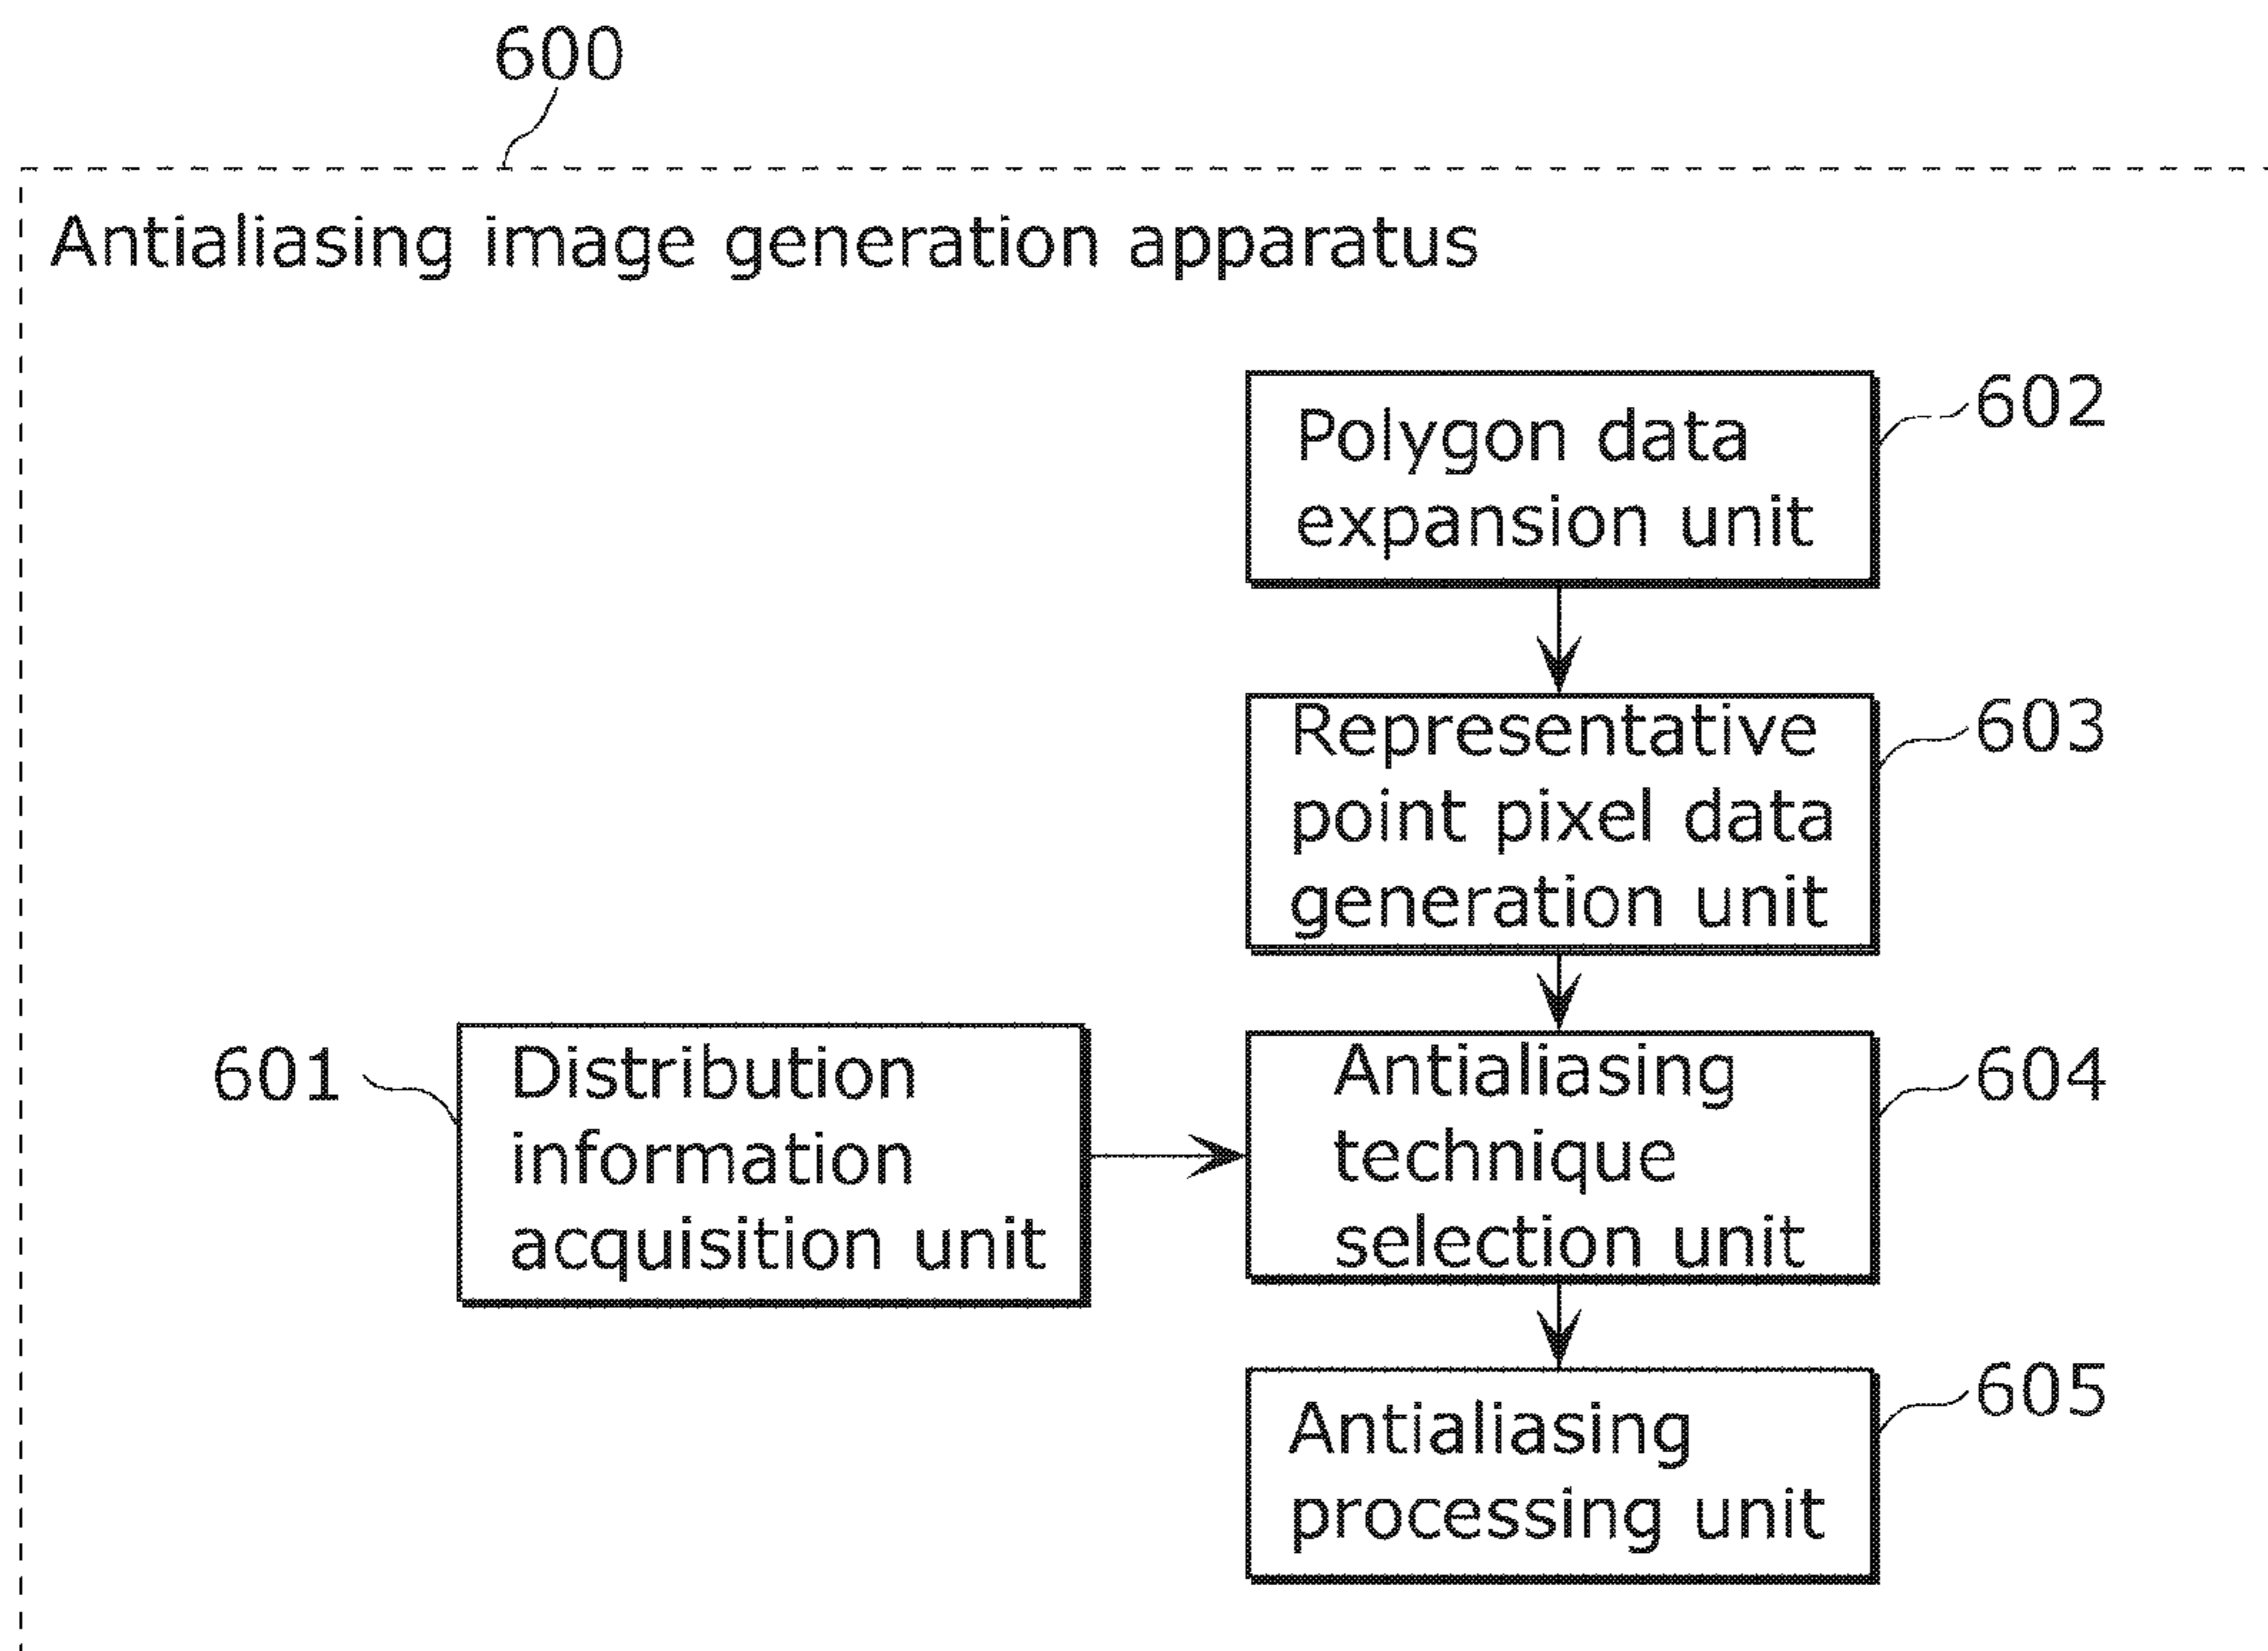 600
Antialiasing image generation apparatus
602
Polygon data
expansion unit
603
Representative
point pixel data
generation unit
601
Distribution
information
acquisition unit
604
Antialiasing
technique
selection unit
605
Antialiasing
processing unit